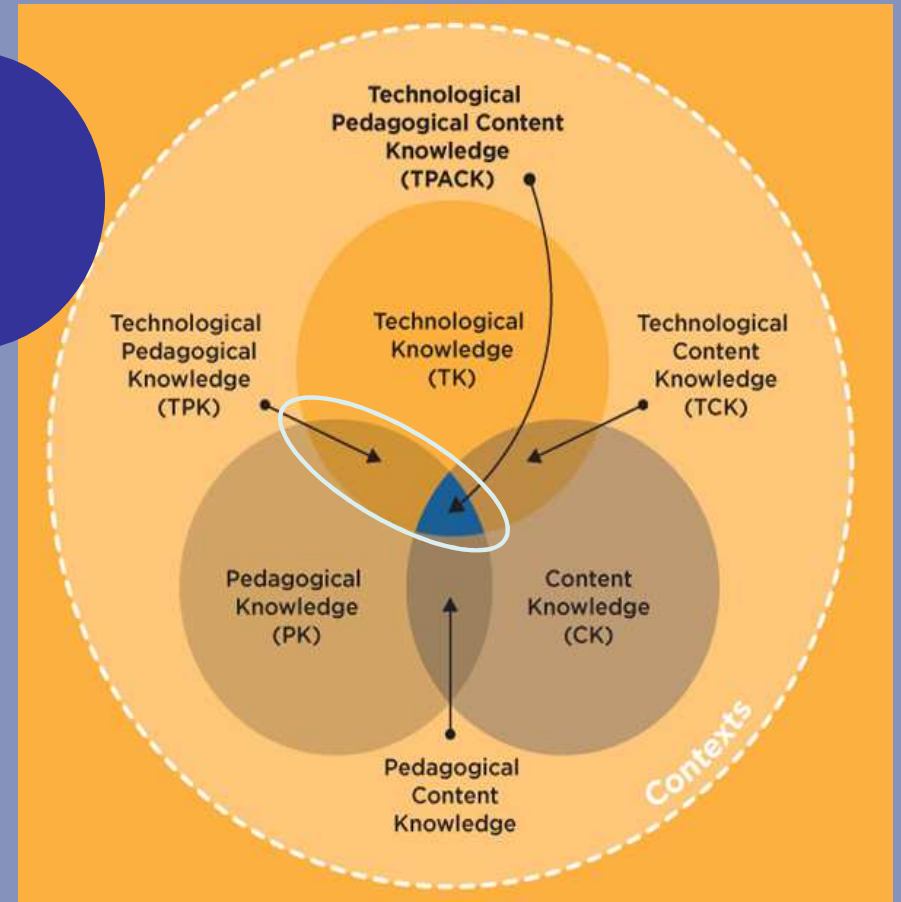 Technological
Pedagogical Content
Knowledge
(TPACK)
Technological
Pedagogical
Knowledge
(TPK)
Technological
Knowledge
(TK)
Technological
Content
Knowledge
(TCK)
Pedagogical
Knowledge
(PK)
Content
Knowledge
(CK)
Pedagogical
Content
Knowledge
Contexts